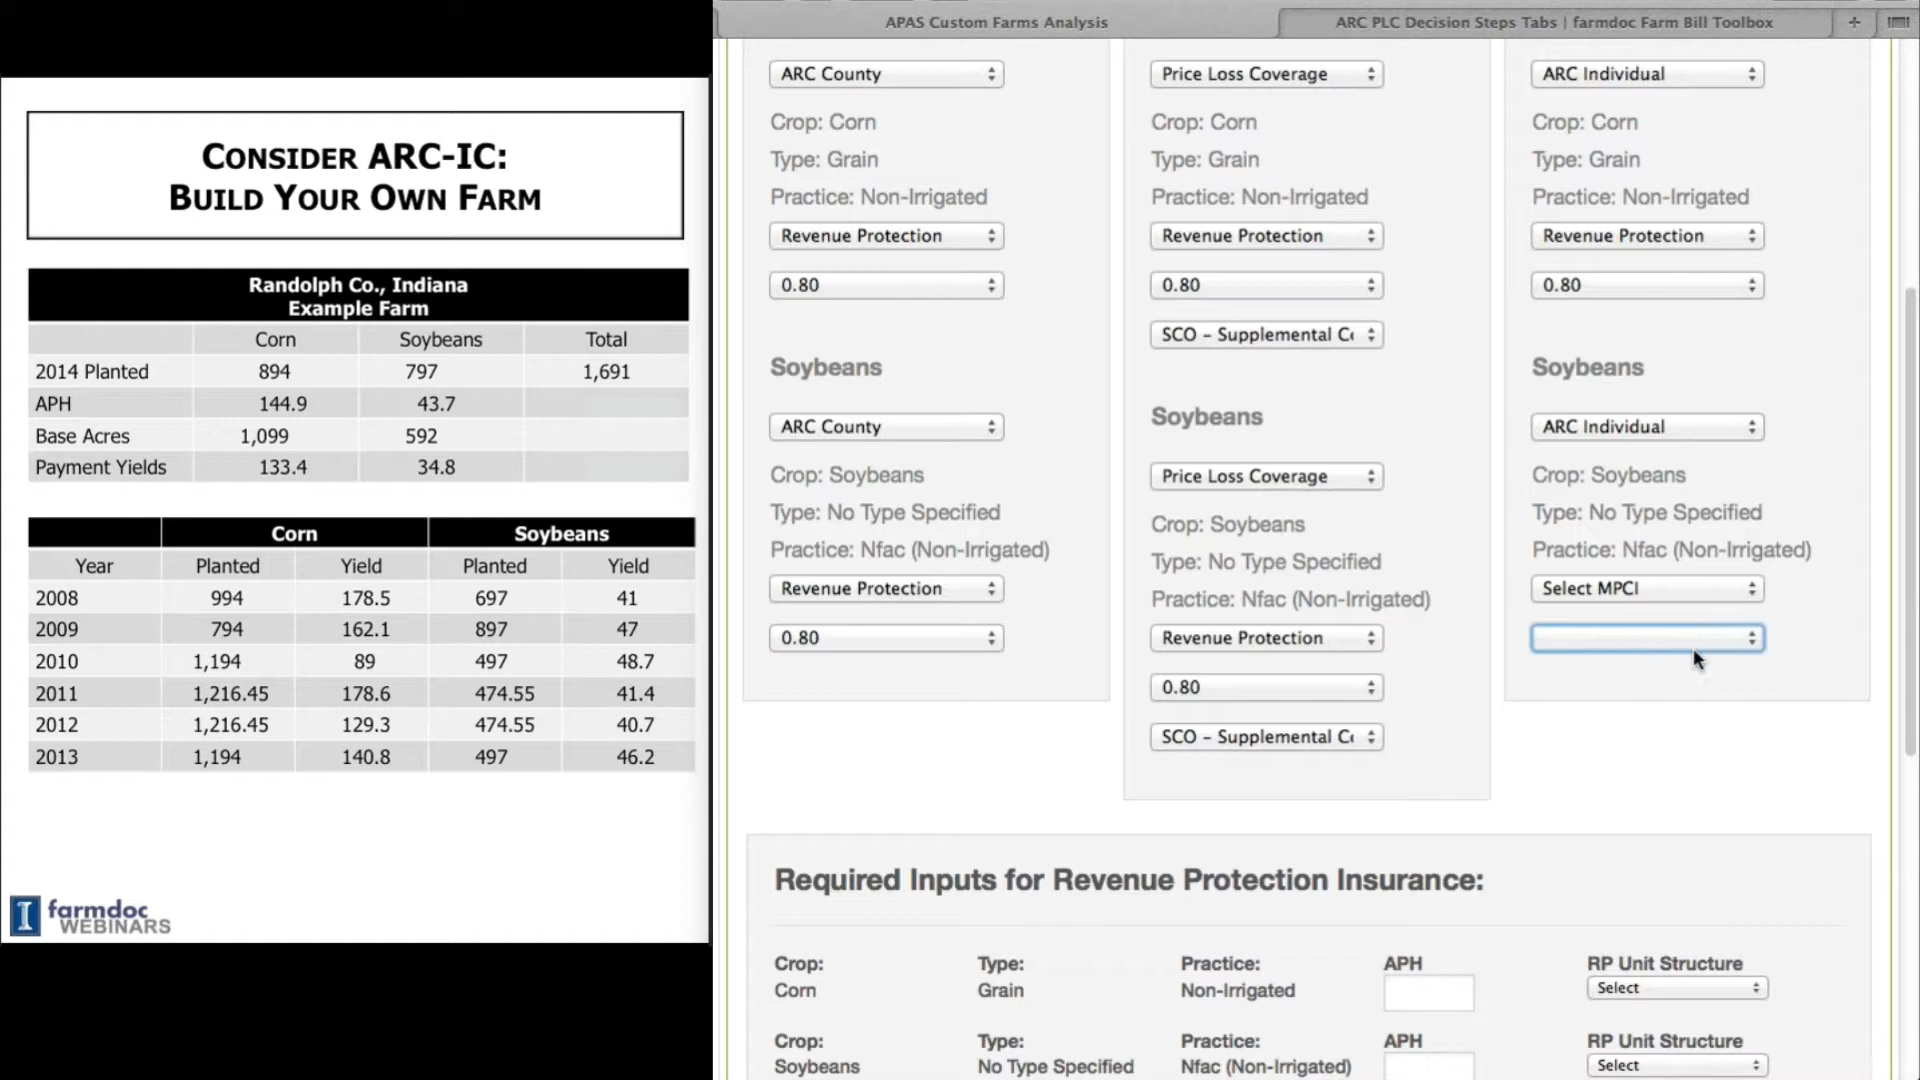 APAS Custom Farms Analysis
ARC PLC Decision Steps Tabs | farmdoc Farm Bill Toolbox
+
CONSIDER ARC-IC:
BUILD YOUR OWN FARM
Randolph Co., Indiana
Example Farm
Corn Soybeans Total
2014 Planted 894 797 1,691
APH 144.9 43.7
Base Acres 1,099 592
Payment Yields 133.4 34.8
Corn Soybeans
Year Planted Yield Planted Yield
2008 994 178.5 697 41
2009 794 162.1 897 47
2010 1,194 89 497 48.7
2011 1,216.45 178.6 474.55 41.4
2012 1,216.45 129.3 474.55 40.7
2013 1,194 140.8 497 46.2
I farmdoc
WEBINARS
ARC County
Crop: Corn
Type: Grain
Practice: Non-Irrigated
Revenue Protection
0.80
Soybeans
ARC County
Crop: Soybeans
Type: No Type Specified
Practice: Nfac (Non-Irrigated)
Revenue Protection
0.80
Price Loss Coverage
Crop: Corn
Type: Grain
Practice: Non-Irrigated
Revenue Protection
0.80
SCO - Supplemental C
Soybeans
Price Loss Coverage
Crop: Soybeans
Type: No Type Specified
Practice: Nfac (Non-Irrigated)
Revenue Protection
0.80
SCO - Supplemental C
ARC Individual
Crop: Corn
Type: Grain
Practice: Non-Irrigated
Revenue Protection
0.80
Soybeans
ARC Individual
Crop: Soybeans
Type: No Type Specified
Practice: Nfac (Non-Irrigated)
Select MPCI
Required Inputs for Revenue Protection Insurance:
Crop: Type: Practice: APH RP Unit Structure
Corn Grain Non-Irrigated Select
Crop: Type: Practice: APH RP Unit Structure
Soybeans No Type Specified Nfac (Non-Irrigated) Select